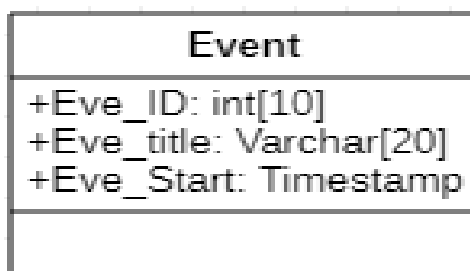 Event
+Eve_ID: int[10]
+Eve_title: Varchar[20]
+Eve_Start: Timestamp